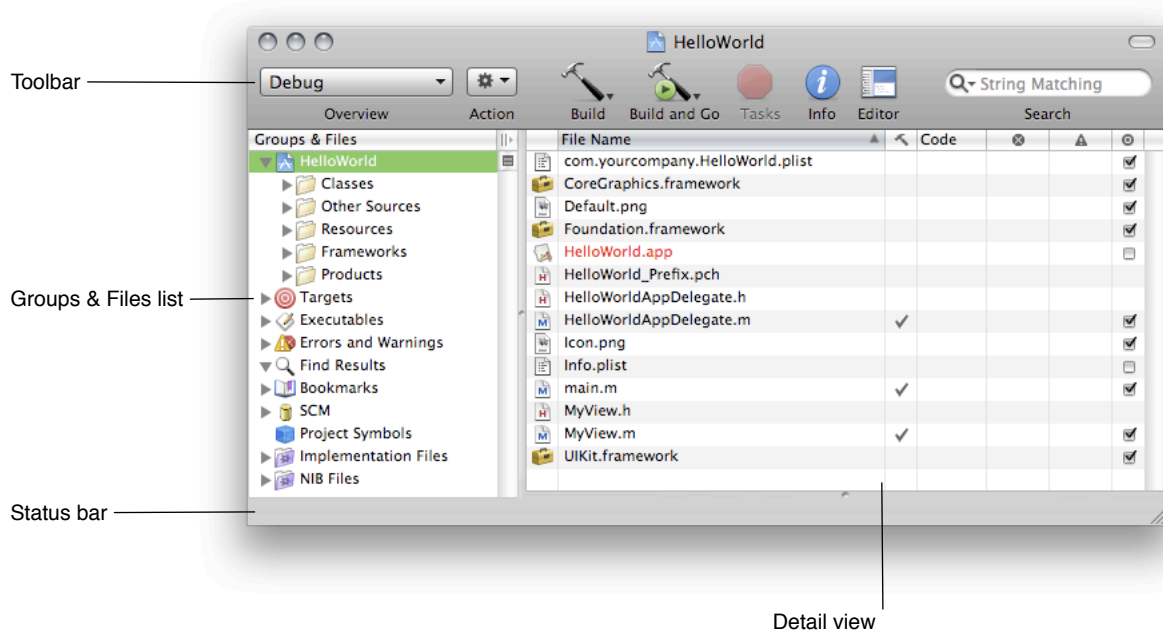 HelloWorld
Toolbar
Debug
String Matching
Overview
Action
Build
Build and Go
Tasks
Info
Editor
Search
Groups & Files
File Name
Code
HelloWorld
Classes
Other Sources
Resources
Frameworks
Products
Groups & Files list
Targets
Executables
Errors and Warnings
Find Results
Bookmarks
SCM
Project Symbols
Implementation Files
NIB Files
com.yourcompany.HelloWorld.plist
CoreGraphics.framework
Default.png
Foundation.framework
HelloWorld.app
HelloWorld_Prefix.pch
HelloWorldAppDelegate.h
HelloWorldAppDelegate.m
Icon.png
Info.plist
main.m
MyView.h
MyView.m
UIKit.framework
Status bar
Detail view